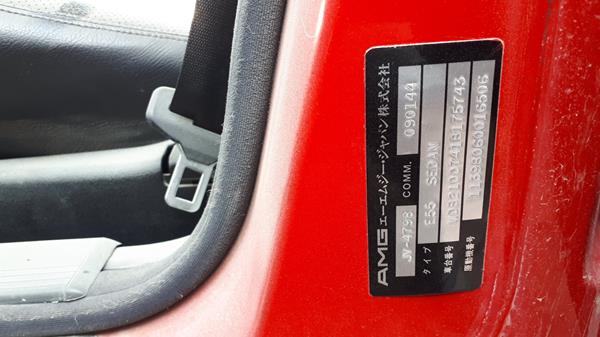 AMG エーエムジー・ジャパン株式会社
JY-4798 COMM. 090144
タイプ E55 SEDAN
車台番号 WDB2100741B175743
原動機番号 11398060016506